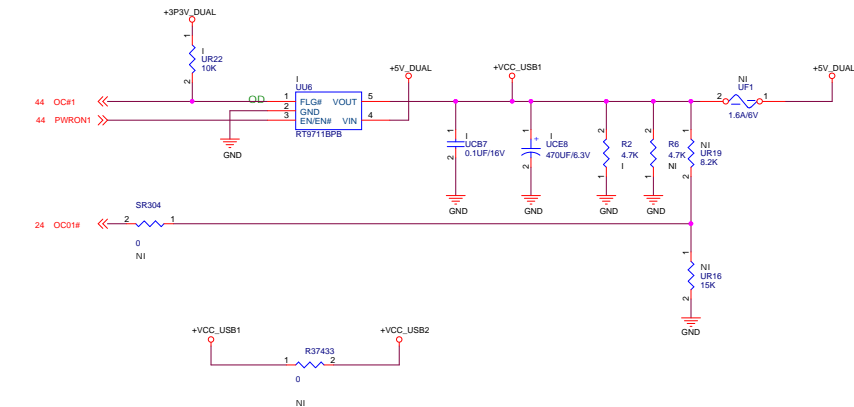 +3P3V_DUAL
1
I
UR22
10K
2
+5V_DUAL
+VCC_USB1
+5V_DUAL
I
UU6
NI
UF1
44 OC#1
OD
1 FLG# VOUT 5
2 GND
44 PWRON1
3 EN/EN# VIN 4
RT9711BPB
2 1
1.6A/6V
GND
1
I
UCB7
0.1UF/16V
2
1
+
I
UCE8
470UF/6.3V
2
2
R2
4.7K
1
I
2
R6
4.7K
1
NI
2
NI
UR19
8.2K
1
GND
GND
GND
GND
SR304
24 OC01#
2 1
0
NI
1
NI
UR16
15K
2
GND
+VCC_USB1
+VCC_USB2
R37433
1 2
0
NI